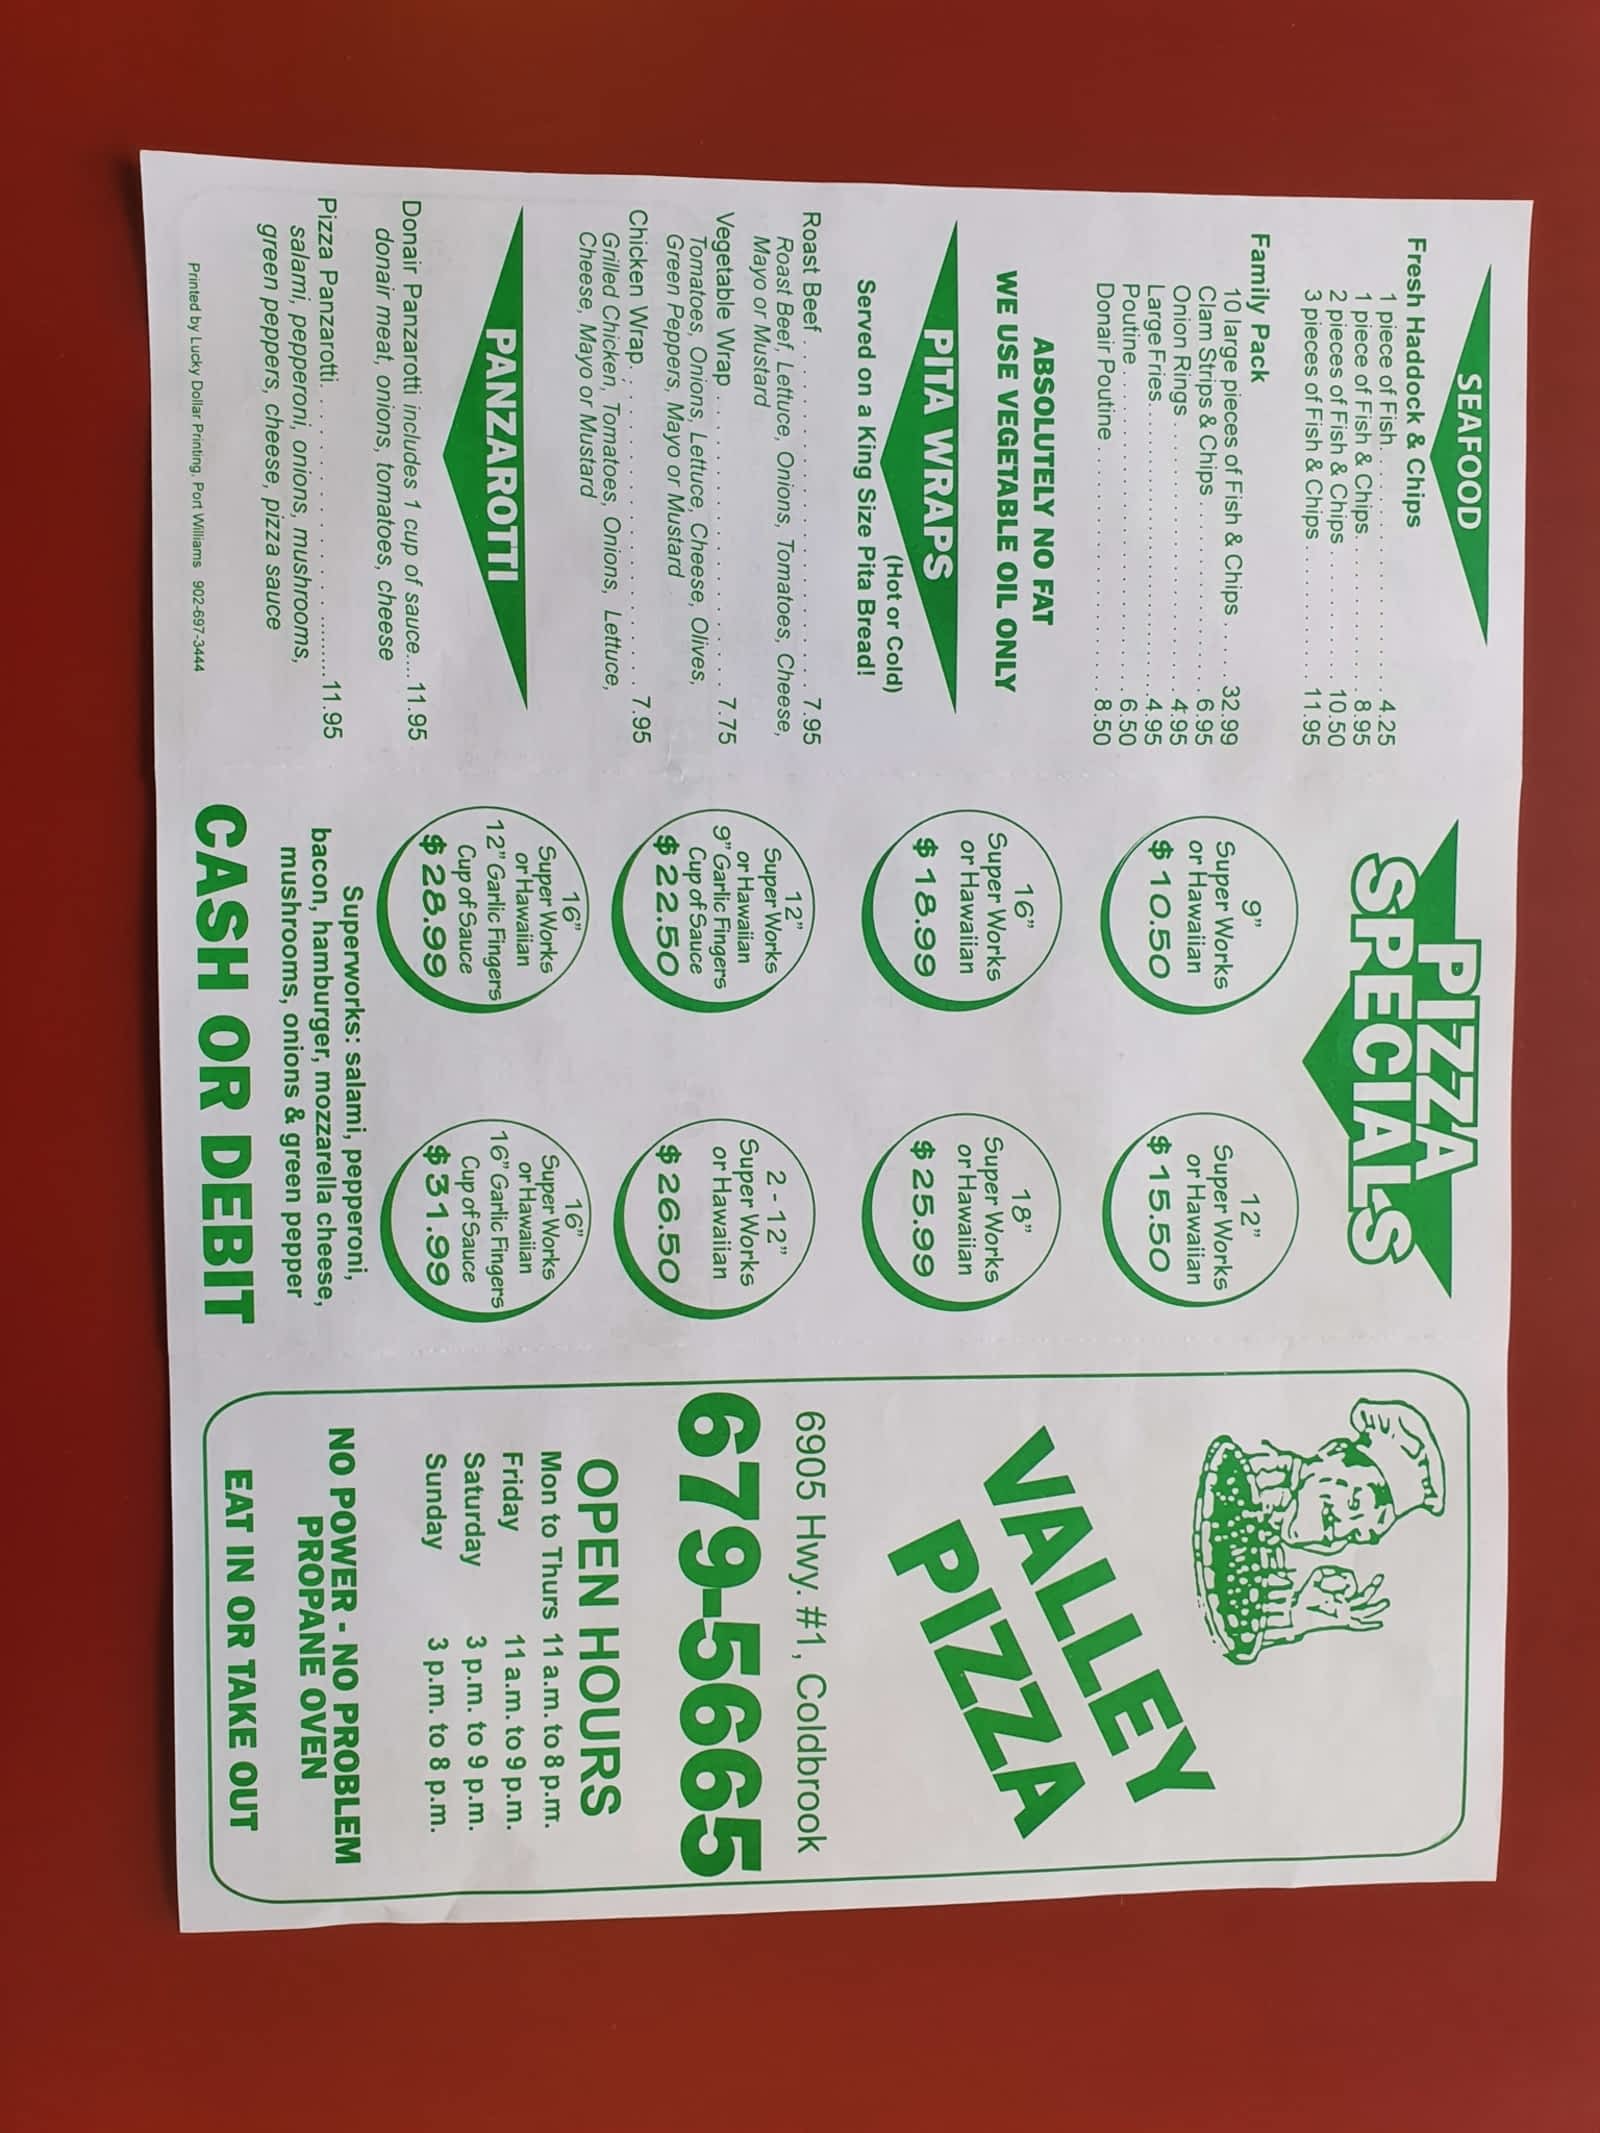 SEAFOOD
Fresh Haddock & Chips
1 piece of Fish . . . . . . . . . . . . . . . . . . . 4.25
1 piece of Fish & Chips . . . . . . . . . . . 8.95
2 pieces of Fish & Chips . . . . . . . . . . 10.50
3 pieces of Fish & Chips . . . . . . . . . . 11.95
Family Pack
10 large pieces of Fish & Chips . . . . 32.99
Clam Strips & Chips . . . . . . . . . . . . . . 6.95
Onion Rings . . . . . . . . . . . . . . . . . . . . 4.95
Large Fries . . . . . . . . . . . . . . . . . . . . . 4.95
Poutine . . . . . . . . . . . . . . . . . . . . . . . . 6.50
Donair Poutine . . . . . . . . . . . . . . . . . . 8.50
ABSOLUTELY NO FAT
WE USE VEGETABLE OIL ONLY
PITA WRAPS
(Hot or Cold)
Served on a King Size Pita Bread!
Roast Beef . . . . . . . . . . . . . . . . . . . . . . . 7.95
Roast Beef, Lettuce, Onions, Tomatoes, Cheese,
Mayo or Mustard
Vegetable Wrap . . . . . . . . . . . . . . . . . . . 7.75
Tomatoes, Onions, Lettuce, Cheese, Olives,
Green Peppers, Mayo or Mustard
Chicken Wrap . . . . . . . . . . . . . . . . . . . . . 7.95
Grilled Chicken, Tomatoes, Onions, Lettuce,
Cheese, Mayo or Mustard
PANZAROTTI
Donair Panzarotti includes 1 cup of sauce....11.95
donair meat, onions, tomatoes, cheese
Pizza Panzarotti. . . . . . . . . . . . . . . .........11.95
salami, pepperoni, onions, mushrooms,
green peppers, cheese, pizza sauce
Printed by Lucky Dollar Printing, Port Williams 902-697-3444
PIZZA
SPECIALS
9"
Super Works
or Hawaiian
$10.50
12"
Super Works
or Hawaiian
$15.50
16"
Super Works
or Hawaiian
$18.99
18"
Super Works
or Hawaiian
$25.99
12"
Super Works
or Hawaiian
9" Garlic Fingers
Cup of Sauce
$22.50
2 - 12"
Super Works
or Hawaiian
$26.50
16"
Super Works
or Hawaiian
12" Garlic Fingers
Cup of Sauce
$28.99
16"
Super Works
or Hawaiian
16" Garlic Fingers
Cup of Sauce
$31.99
Superworks: salami, pepperoni,
bacon, hamburger, mozzarella cheese,
mushrooms, onions & green pepper
CASH OR DEBIT
VALLEY
PIZZA
6905 Hwy. #1, Coldbrook
679-5665
OPEN HOURS
Mon to Thurs 11 a.m. to 8 p.m.
Friday 11 a.m. to 9 p.m.
Saturday 3 p.m. to 9 p.m.
Sunday 3 p.m. to 8 p.m.
NO POWER - NO PROBLEM
PROPANE OVEN
EAT IN OR TAKE OUT